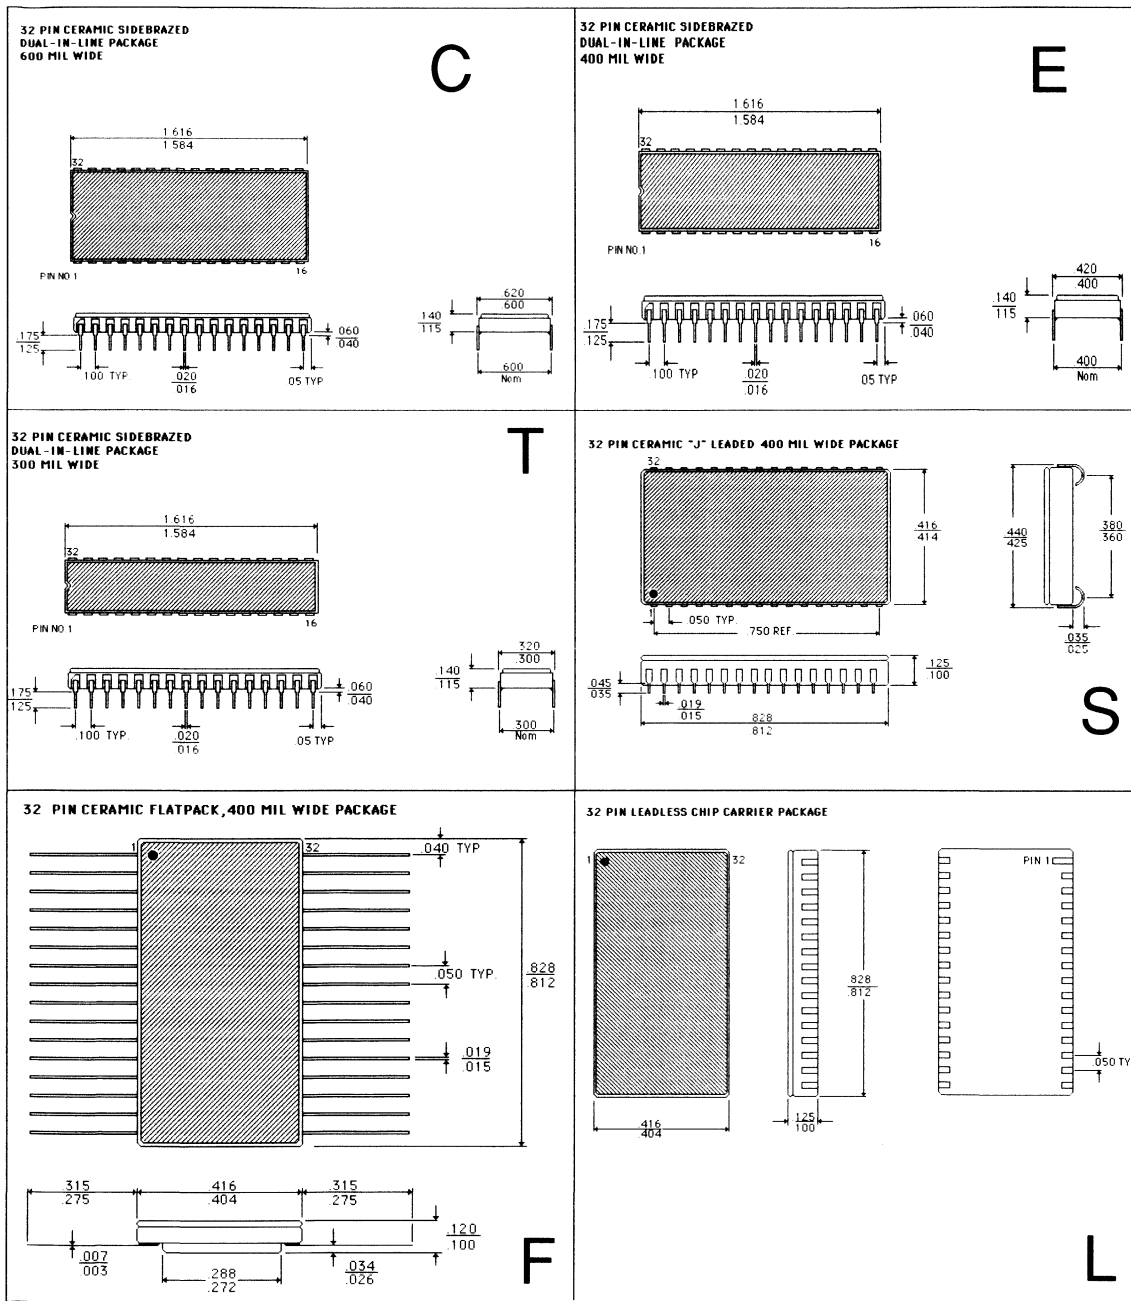 32 PIN CERAMIC SIDEBRAZED
DUAL-IN-LINE PACKAGE
600 MIL WIDE
C
1.616
1.584
32
PIN NO.1
16
.175
.125
.100 TYP.
.020
.016
.060
.040
.05 TYP
.140
.115
.620
.600
.600
Nom
32 PIN CERAMIC SIDEBRAZED
DUAL-IN-LINE PACKAGE
400 MIL WIDE
E
1.616
1.584
32
16
PIN NO.1
.175
.125
.100 TYP
.020
.016
.060
.040
.05 TYP
.140
.115
.420
.400
.400
Nom
32 PIN CERAMIC SIDEBRAZED
DUAL-IN-LINE PACKAGE
300 MIL WIDE
T
1.616
1.584
32
PIN NO.1
16
.175
.125
.100 TYP.
.020
.016
.060
.040
.05 TYP
.140
.115
.320
.300
.300
Nom
32 PIN CERAMIC "J" LEADED 400 MIL WIDE PACKAGE
32
.416
.414
.440
.425
.380
.360
.050 TYP.
.750 REF.
.035
.025
.125
.100
.045
.035
.019
.015
.828
.812
S
32 PIN CERAMIC FLATPACK,400 MIL WIDE PACKAGE
1
32
.040 TYP
.050 TYP.
.828
.812
.019
.015
.315
.275
.416
.404
.315
.275
.120
.100
.007
.003
.288
.272
.034
.026
F
32 PIN LEADLESS CHIP CARRIER PACKAGE
1
32
PIN 1
.828
.812
.050 TY
.416
.404
.125
.100
L